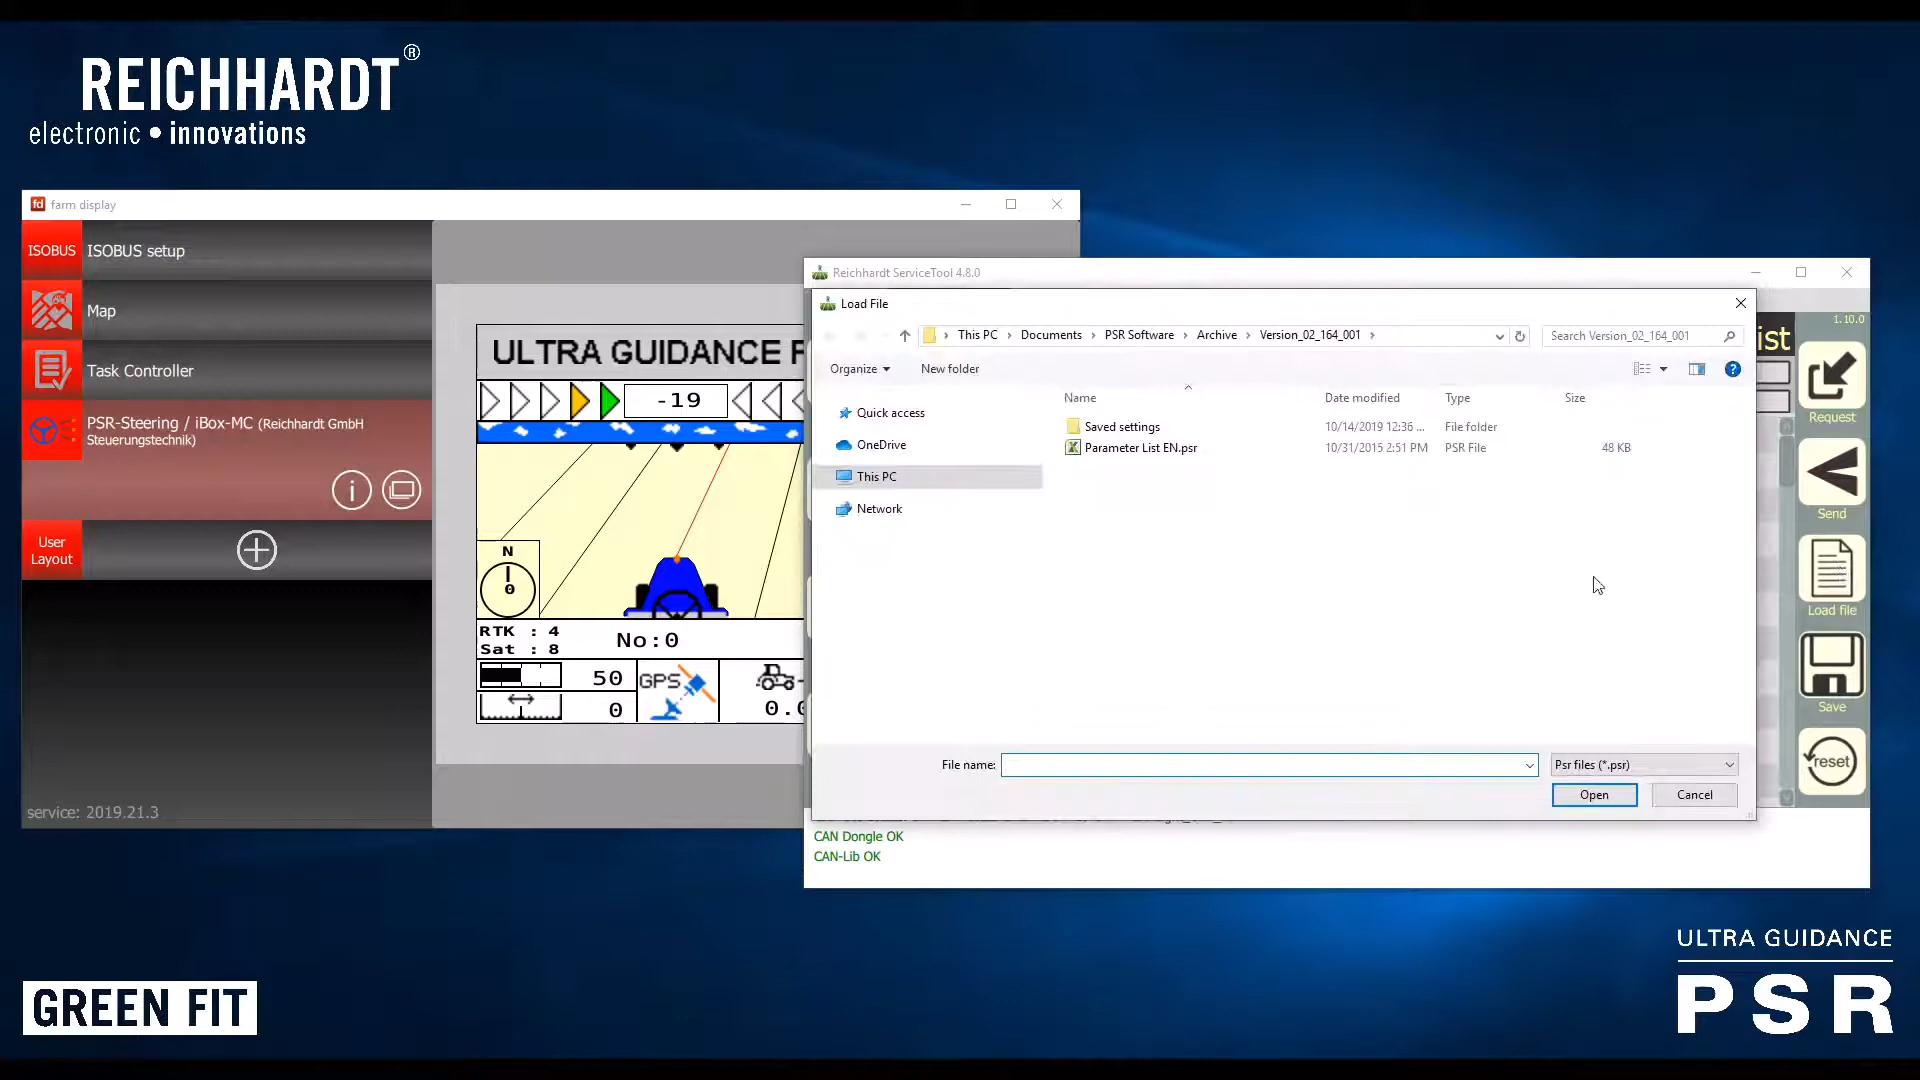 REICHHARDT®
electronic • innovations
fd farm display
ISOBUS ISOBUS setup
Map
Task Controller
PSR-Steering / iBox-MC (Reichhardt GmbH
Steuerungstechnik)
User
Layout
service: 2019.21.3
ULTRA GUIDANCE
-19
N
0
RTK : 4
Sat : 8
No:0
50
GPS
0
0.0
Reichhardt ServiceTool 4.8.0
Load File
This PC > Documents > PSR Software > Archive > Version_02_164_001 >
Search Version_02_164_001
Organize
New folder
Quick access
OneDrive
This PC
Network
Name Date modified Type Size
Saved settings 10/14/2019 12:36 ... File folder
Parameter List EN.psr 10/31/2015 2:51 PM PSR File 48 KB
File name:
Psr files (*.psr)
Open
Cancel
CAN Dongle OK
CAN-Lib OK
1.10.0
ist
Request
Send
Load file
Save
reset
GREEN FIT
ULTRA GUIDANCE
PSR